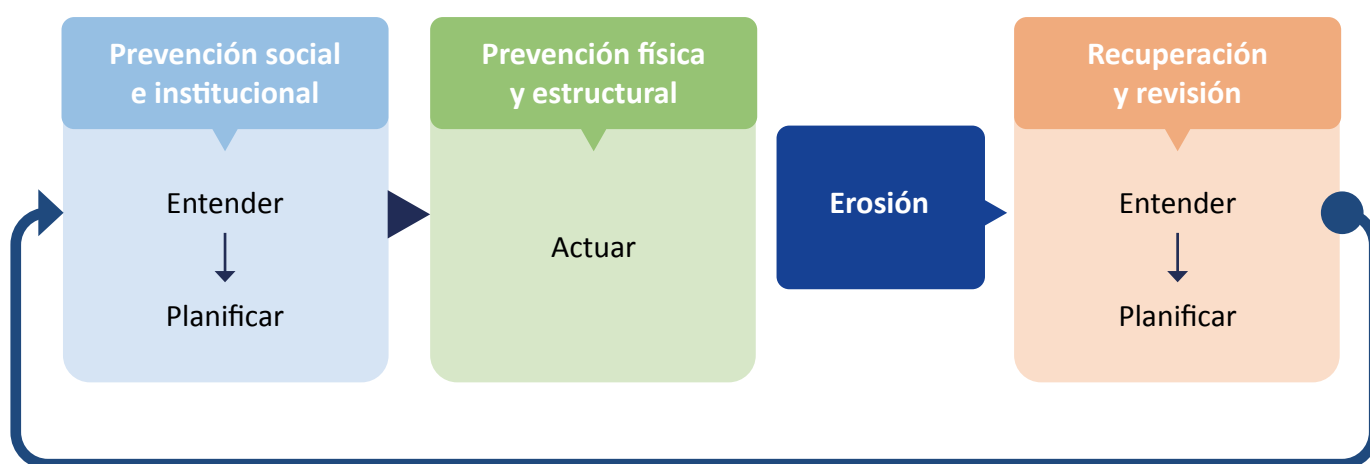 Prevención social
e institucional
Entender
Planificar
Prevención física
y estructural
Actuar
Erosión
Recuperación
y revisión
Entender
Planificar